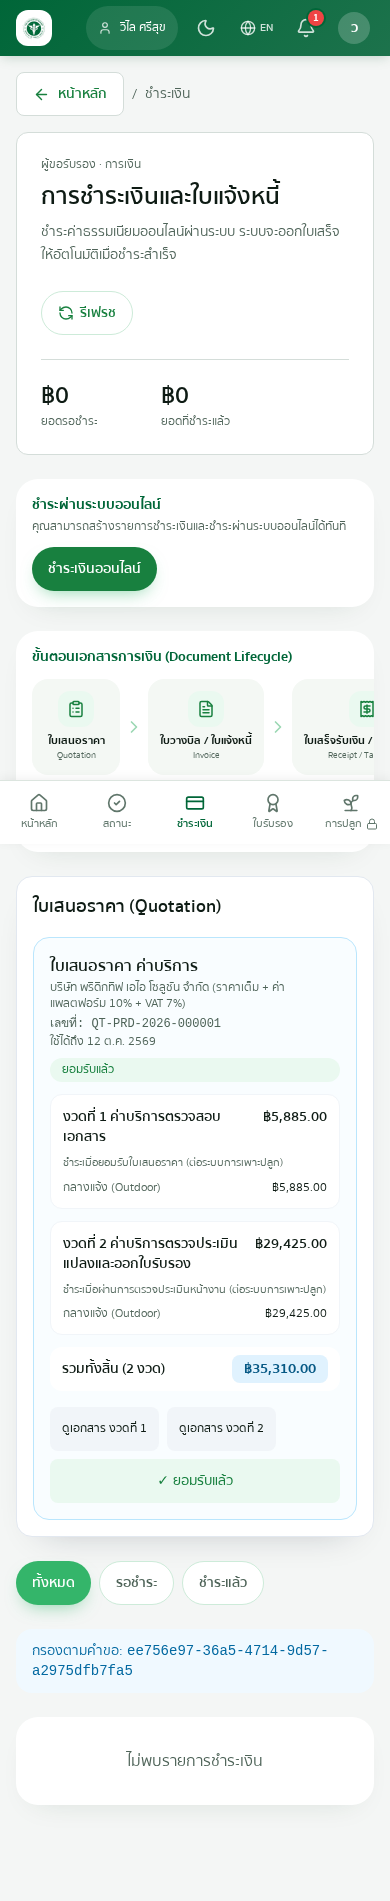 วิไล ศรีสุข
EN
1
ว
หน้าหลัก / ชำระเงิน
ผู้ขอรับรอง · การเงิน
การชำระเงินและใบแจ้งหนี้
ชำระค่าธรรมเนียมออนไลน์ผ่านระบบ ระบบจะออกใบเสร็จ
ให้อัตโนมัติเมื่อชำระสำเร็จ
รีเฟรช
฿0 ฿0
ยอดรอชำระ ยอดที่ชำระแล้ว
ชำระผ่านระบบออนไลน์
คุณสามารถสร้างรายการชำระเงินและชำระผ่านระบบออนไลน์ได้ทันที
ชำระเงินออนไลน์
ขั้นตอนเอกสารการเงิน (Document Lifecycle)
ใบเสนอราคา ใบวางบิล / ใบแจ้งหนี้ ใบเสร็จรับเงิน /
Quotation Invoice Receipt / Ta
หน้าหลัก สถานะ ชำระเงิน ใบรับรอง การปลูก
ใบเสนอราคา (Quotation)
ใบเสนอราคา ค่าบริการ
บริษัท พรีดิกทิฟ เอไอ โซลูชัน จำกัด (ราคาเต็ม + ค่า
แพลตฟอร์ม 10% + VAT 7%)
เลขที่: QT-PRD-2026-000001
ใช้ได้ถึง 12 ต.ค. 2569
ยอมรับแล้ว
งวดที่ 1 ค่าบริการตรวจสอบ ฿5,885.00
เอกสาร
ชำระเมื่อยอมรับใบเสนอราคา (ต่อระบบการเพาะปลูก)
กลางแจ้ง (Outdoor) ฿5,885.00
งวดที่ 2 ค่าบริการตรวจประเมิน ฿29,425.00
แปลงและออกใบรับรอง
ชำระเมื่อผ่านการตรวจประเมินหน้างาน (ต่อระบบการเพาะปลูก)
กลางแจ้ง (Outdoor) ฿29,425.00
รวมทั้งสิ้น (2 งวด) ฿35,310.00
ดูเอกสาร งวดที่ 1 ดูเอกสาร งวดที่ 2
✓ ยอมรับแล้ว
ทั้งหมด รอชำระ ชำระแล้ว
กรองตามคำขอ: ee756e97-36a5-4714-9d57-
a2975dfb7fa5
ไม่พบรายการชำระเงิน